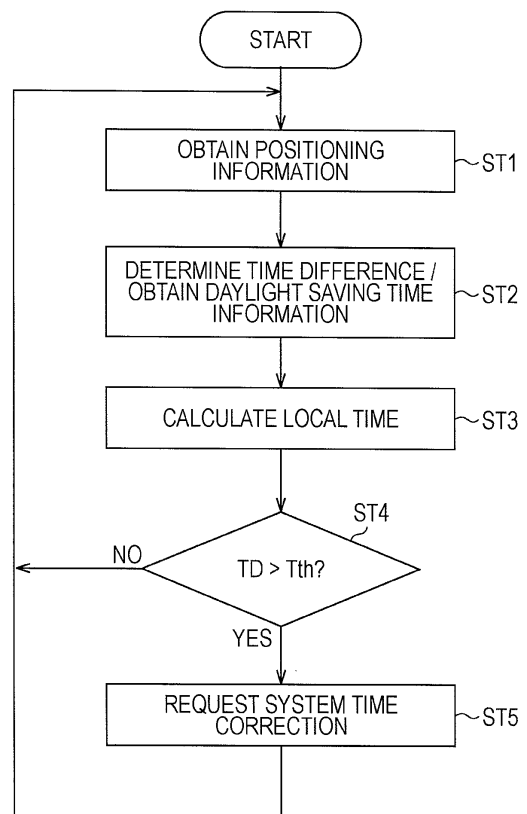 START
OBTAIN POSITIONING
INFORMATION
ST1
DETERMINE TIME DIFFERENCE /
OBTAIN DAYLIGHT SAVING TIME
INFORMATION
ST2
CALCULATE LOCAL TIME
ST3
ST4
NO
TD > Tth?
YES
REQUEST SYSTEM TIME
CORRECTION
ST5